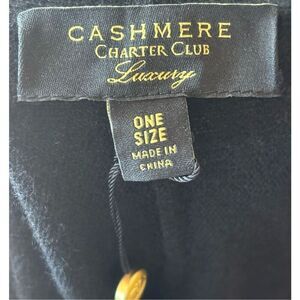 CASHMERE
CHARTER CLUB
Luxury
ONE
SIZE
MADE IN
CHINA